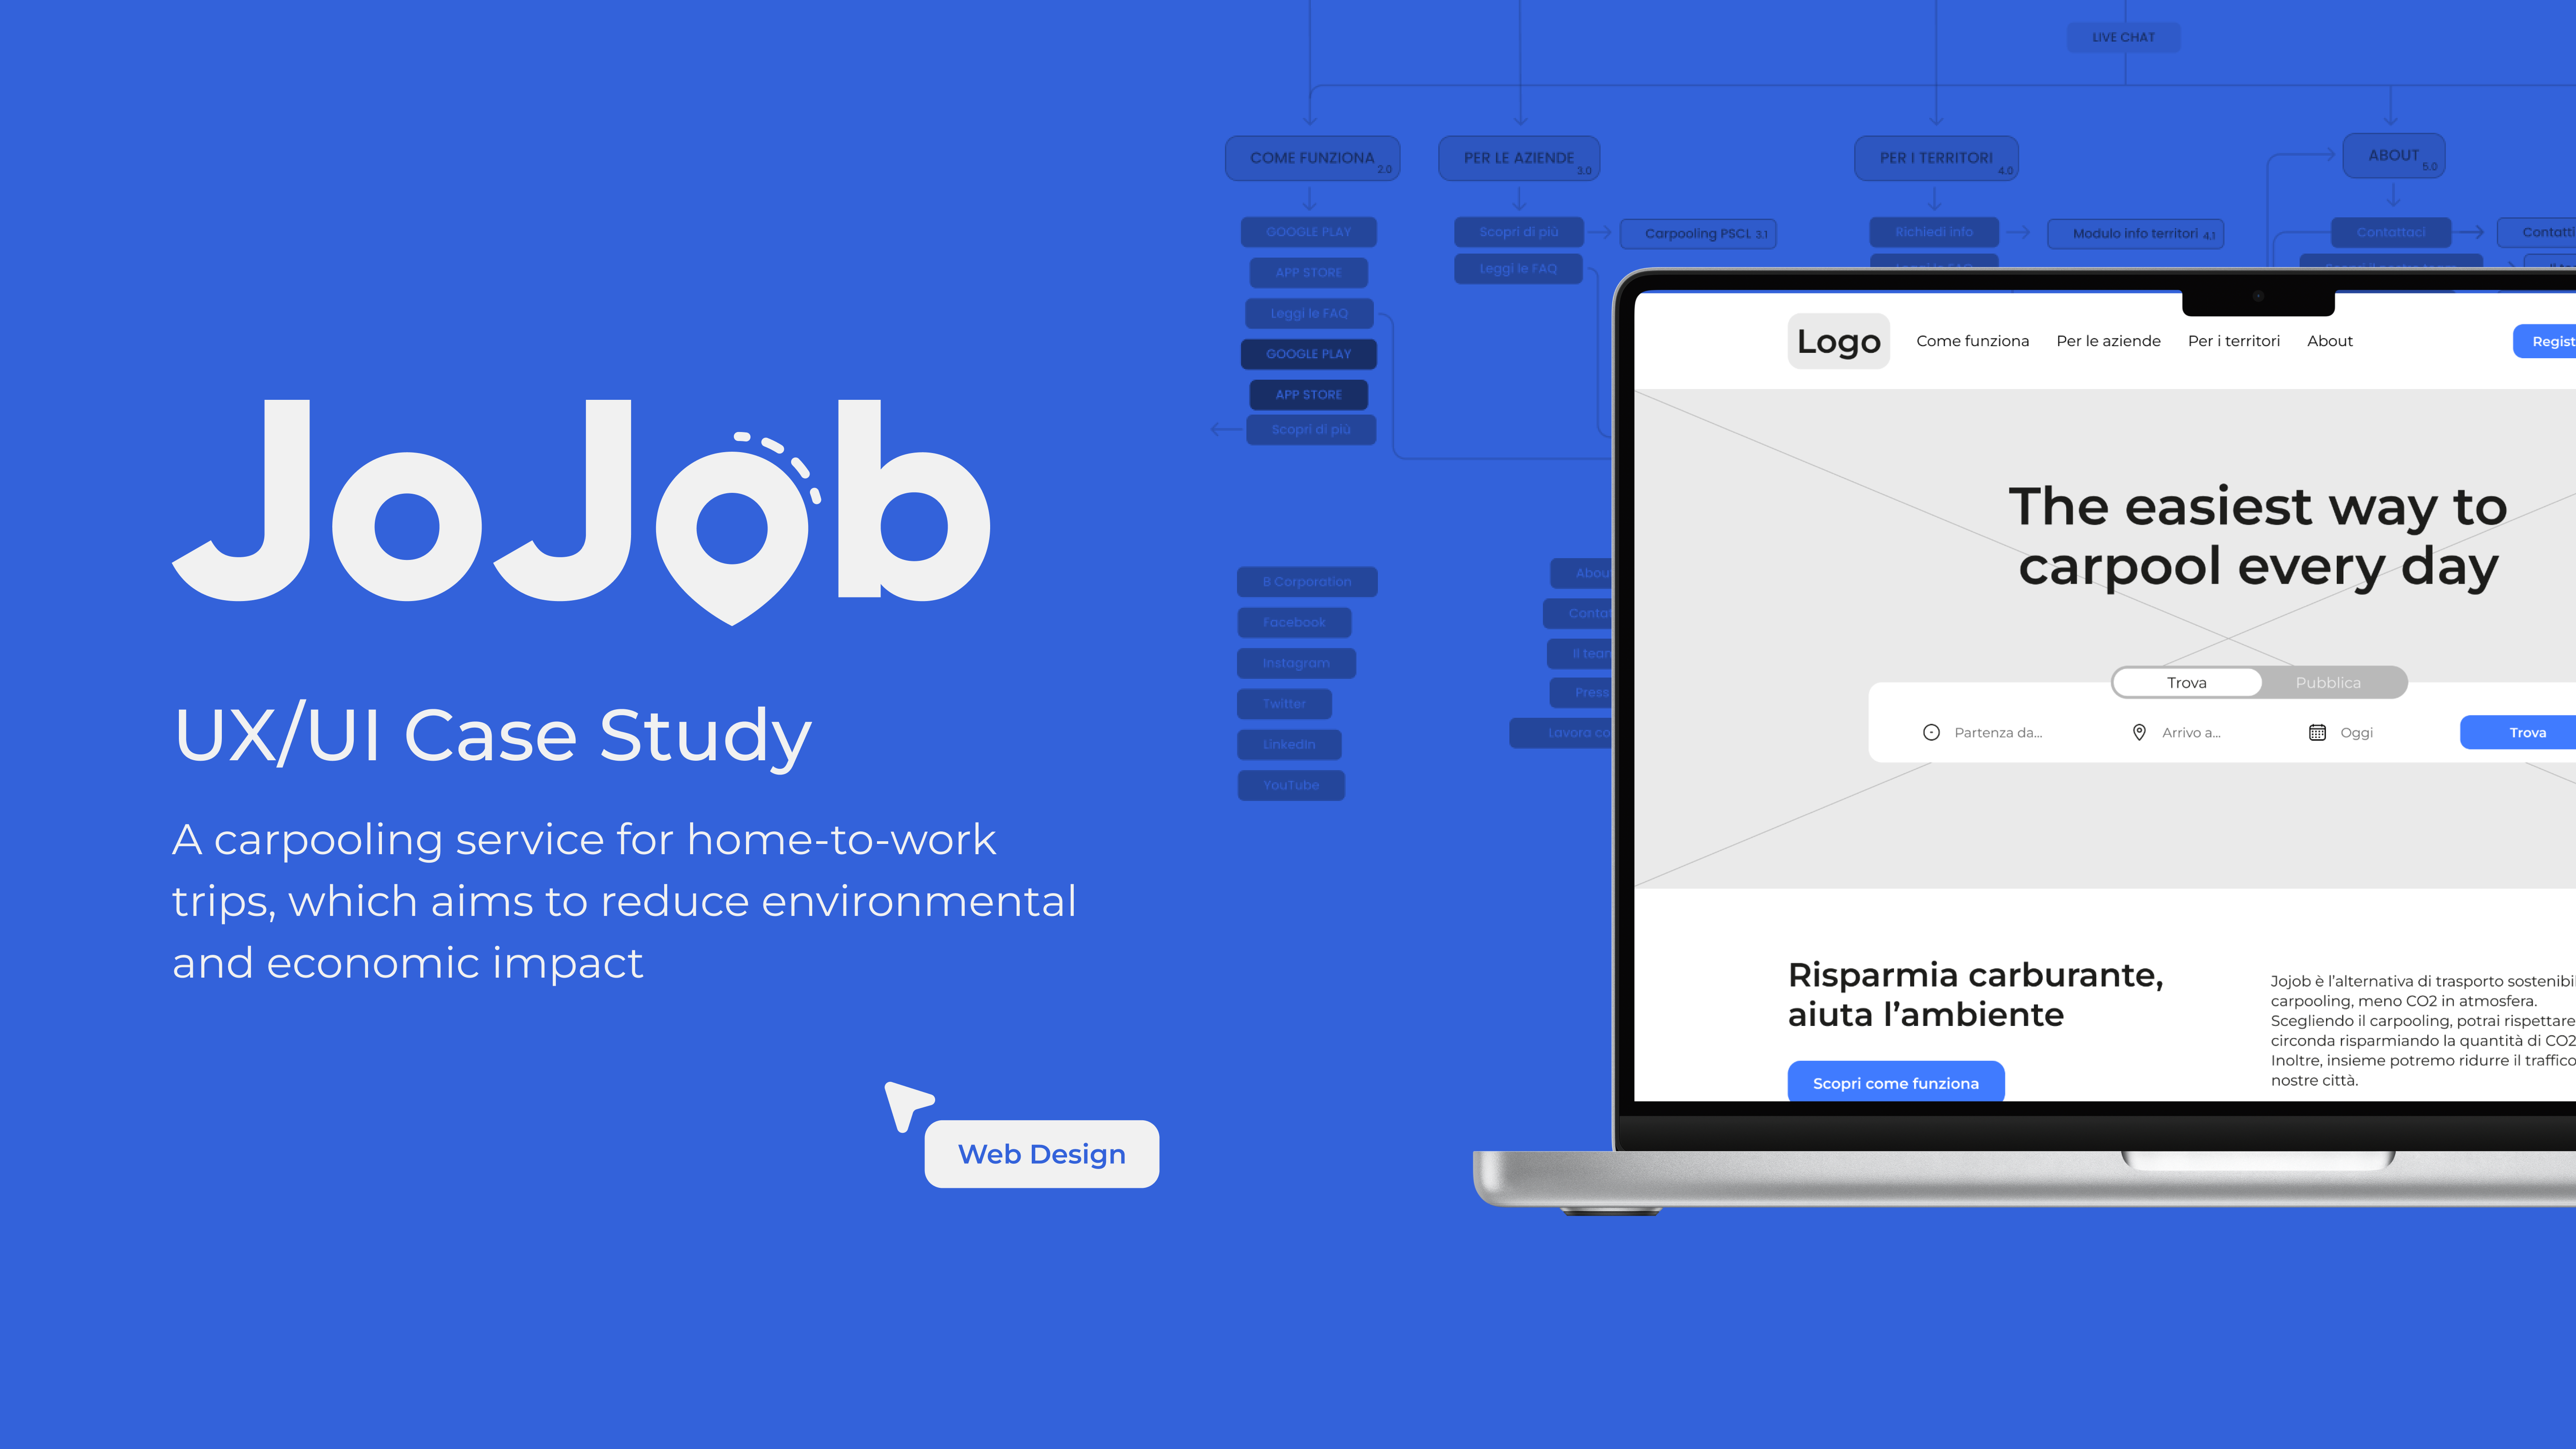 JoJob
UX/UI Case Study
A carpooling service for home-to-work
trips, which aims to reduce environmental
and economic impact
Web Design
LIVE CHAT
COME FUNZIONA 2.0
PER LE AZIENDE 3.0
PER I TERRITORI 4.0
ABOUT 5.0
GOOGLE PLAY
APP STORE
Leggi le FAQ
GOOGLE PLAY
APP STORE
Scopri di più
Scopri di più
Carpooling PSCL 3.1
Leggi le FAQ
Richiedi info
Modulo info territori 4.1
Contattaci
Contatti
B Corporation
Facebook
Instagram
Twitter
LinkedIn
YouTube
Il
Press
Lavora
Logo
Come funziona
Per le aziende
Per i territori
About
The easiest way to
carpool every day
Trova
Pubblica
Partenza da...
Arrivo a...
Oggi
Trova
Risparmia carburante,
aiuta l'ambiente
Scopri come funziona
Jojob è l'alternativa di trasporto
carpooling, meno CO2 in atmosfera.
Scegliendo il carpooling, potrai rispettare
circonda risparmiando la quantità di CO2
Inoltre, insieme potremo ridurre il traffico
nostre città.